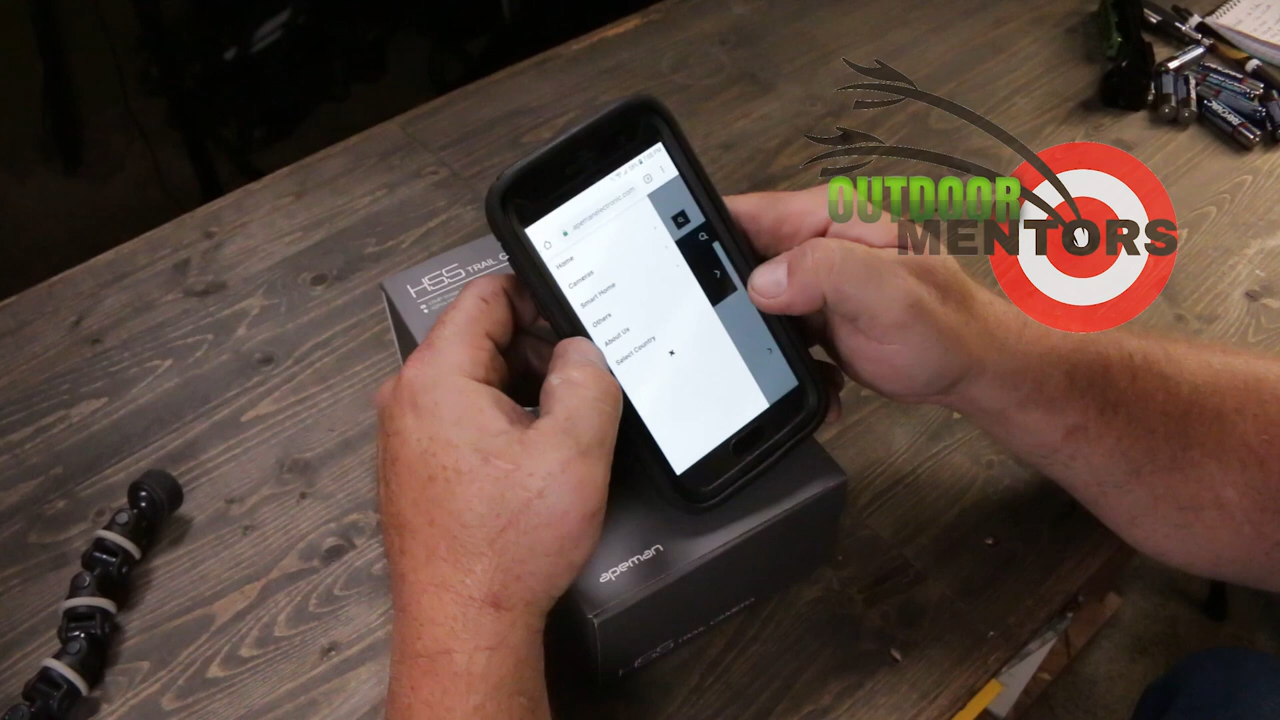 OUTDOOR
MENTORS
H55 TRAIL
apemanelectronic.com
Home
Cameras
Smart Home
Others
About Us
Select Country
apeman
H55 TRAIL CAMERA